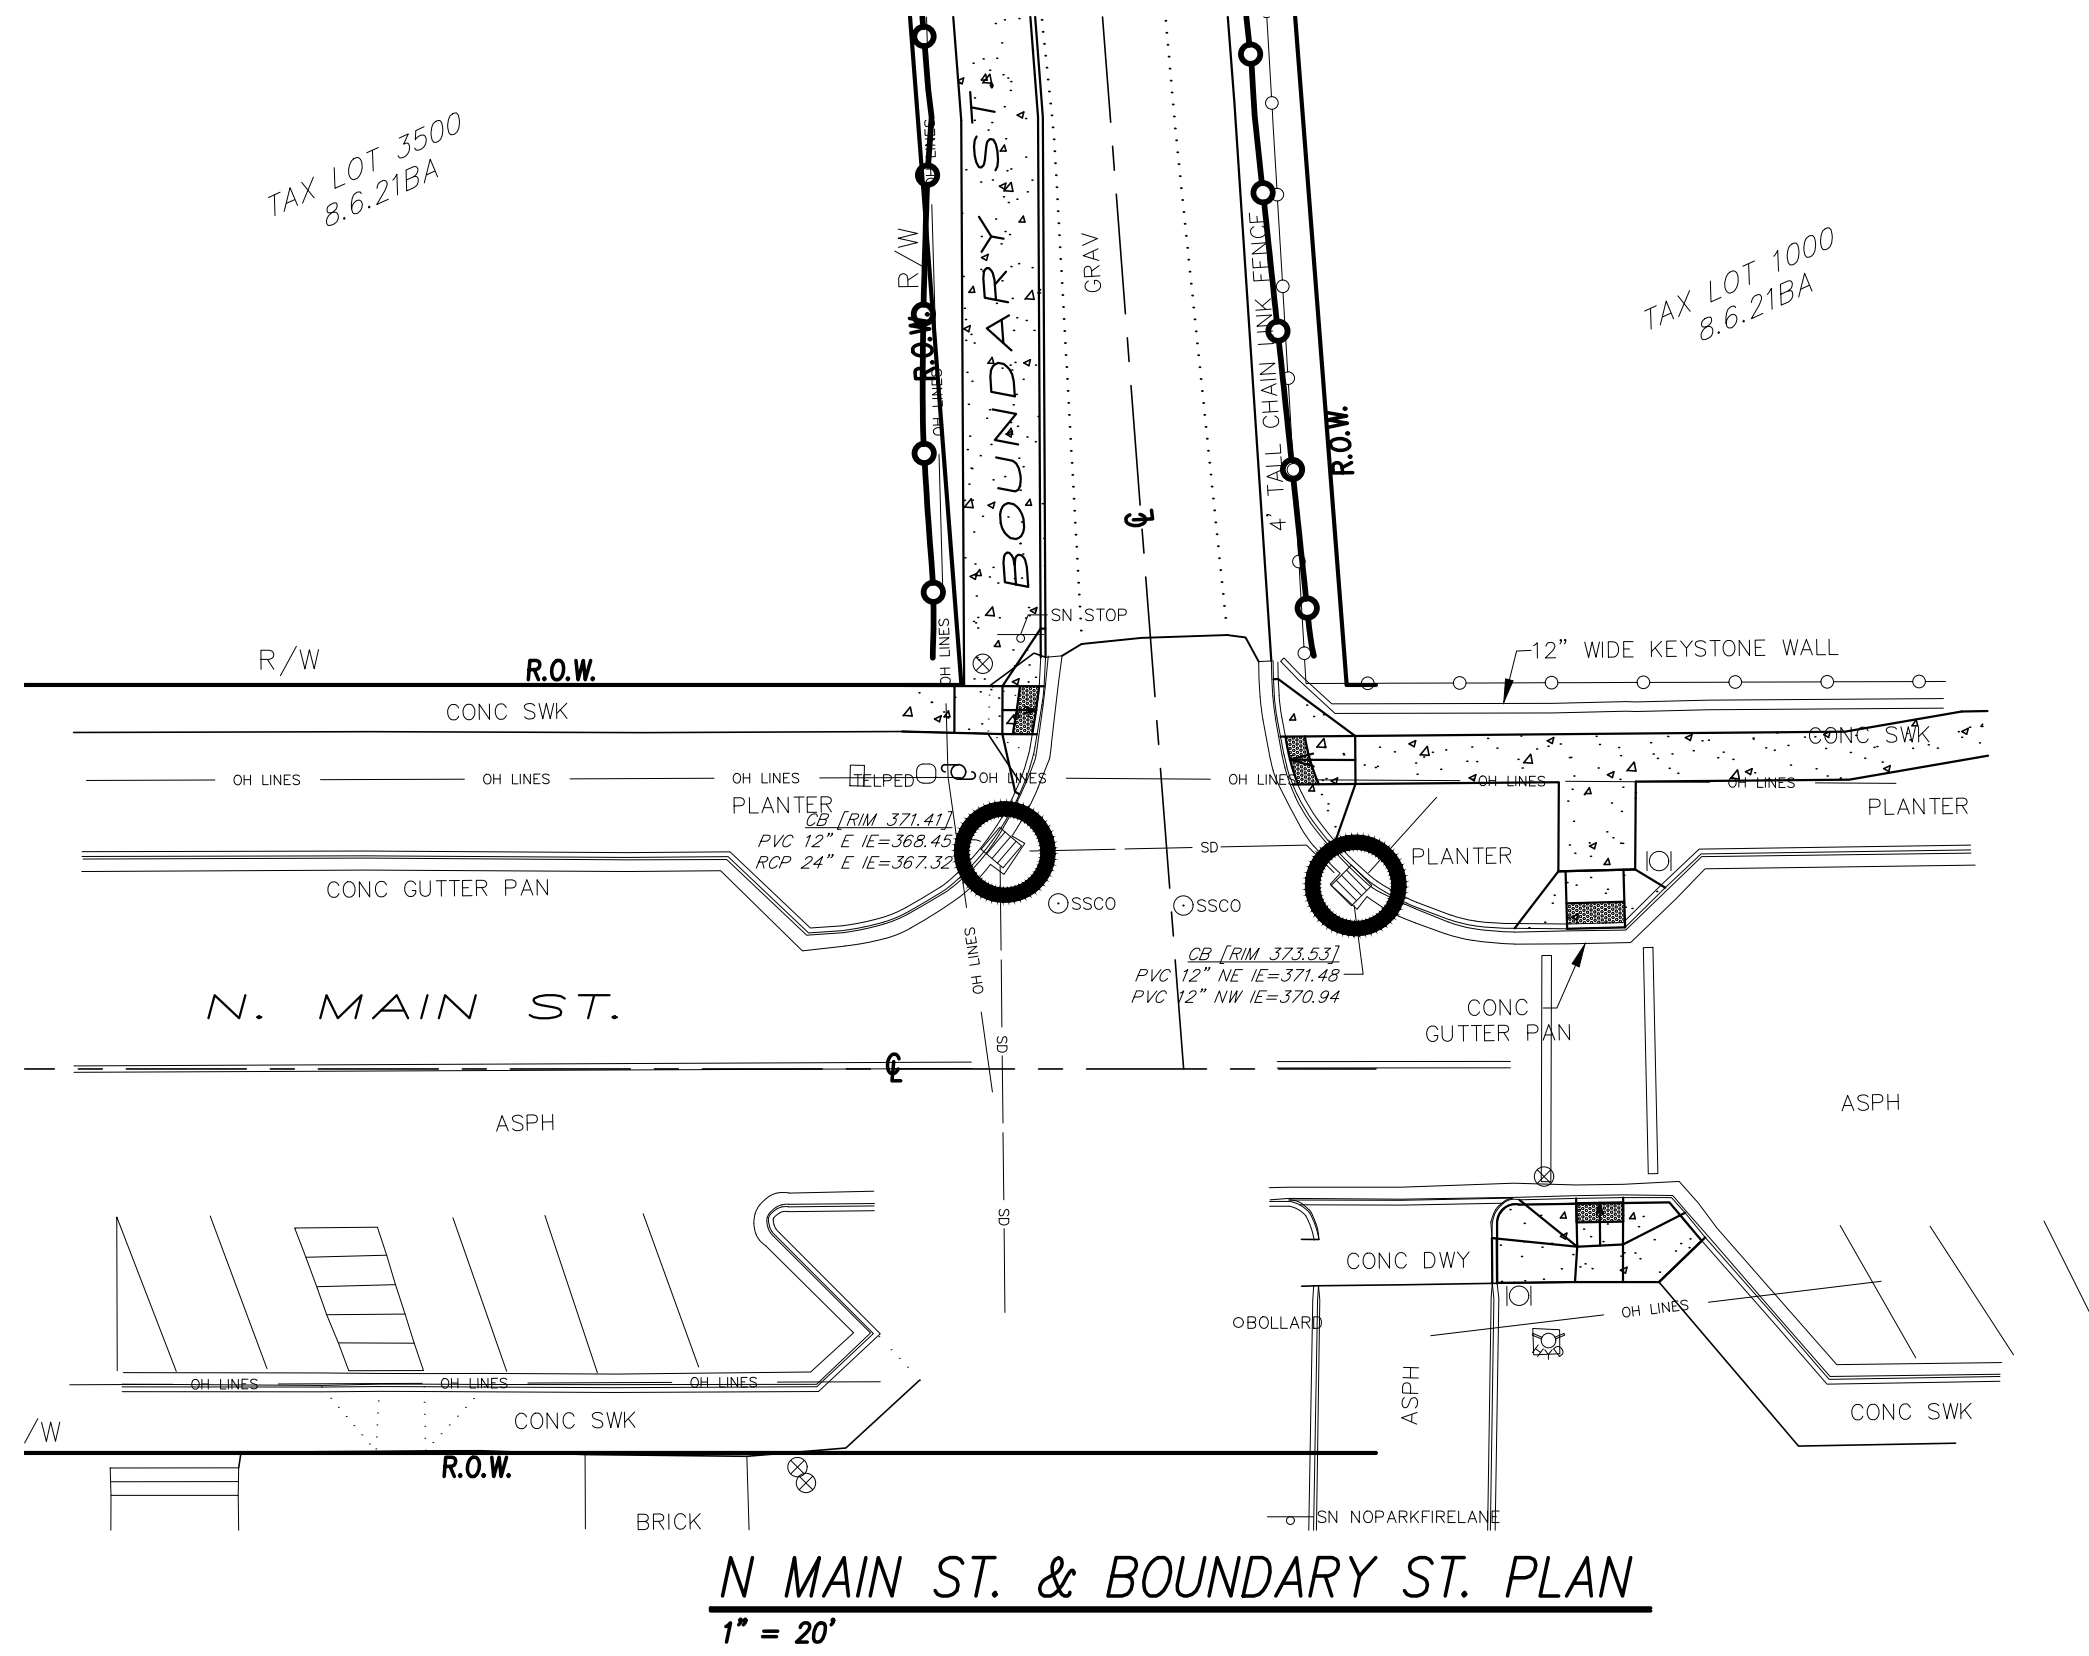 TAX LOT 3500
8.6.21BA
TAX LOT 1000
8.6.21BA
OH LINES
R/W
R.O.W.
OH LINES
BOUNDARY ST.
GRAV
4' TALL CHAIN LINK FENCE
R.O.W.
CL
SN STOP
OH LINES
R/W
R.O.W.
12" WIDE KEYSTONE WALL
CONC SWK
CONC SWK
OH LINES
OH LINES
OH LINES
TELPED
OH LINES
OH LINES
OH LINES
OH LINES
PLANTER
PLANTER
CB [RIM 371.41]
PVC 12" E IE=368.45
RCP 24" E IE=367.32
SD
PLANTER
CONC GUTTER PAN
SSCO
SSCO
OH LINES
CB [RIM 373.53]
PVC 12" NE IE=371.48
PVC 12" NW IE=370.94
N. MAIN ST.
CONC
GUTTER PAN
SD
CL
ASPH
ASPH
SD
CONC DWY
OH LINES
BOLLARD
OH LINES
OH LINES
OH LINES
ASPH
CONC SWK
CONC SWK
/W
R.O.W.
BRICK
SN NOPARKFIRELANE
N MAIN ST. & BOUNDARY ST. PLAN
1" = 20'